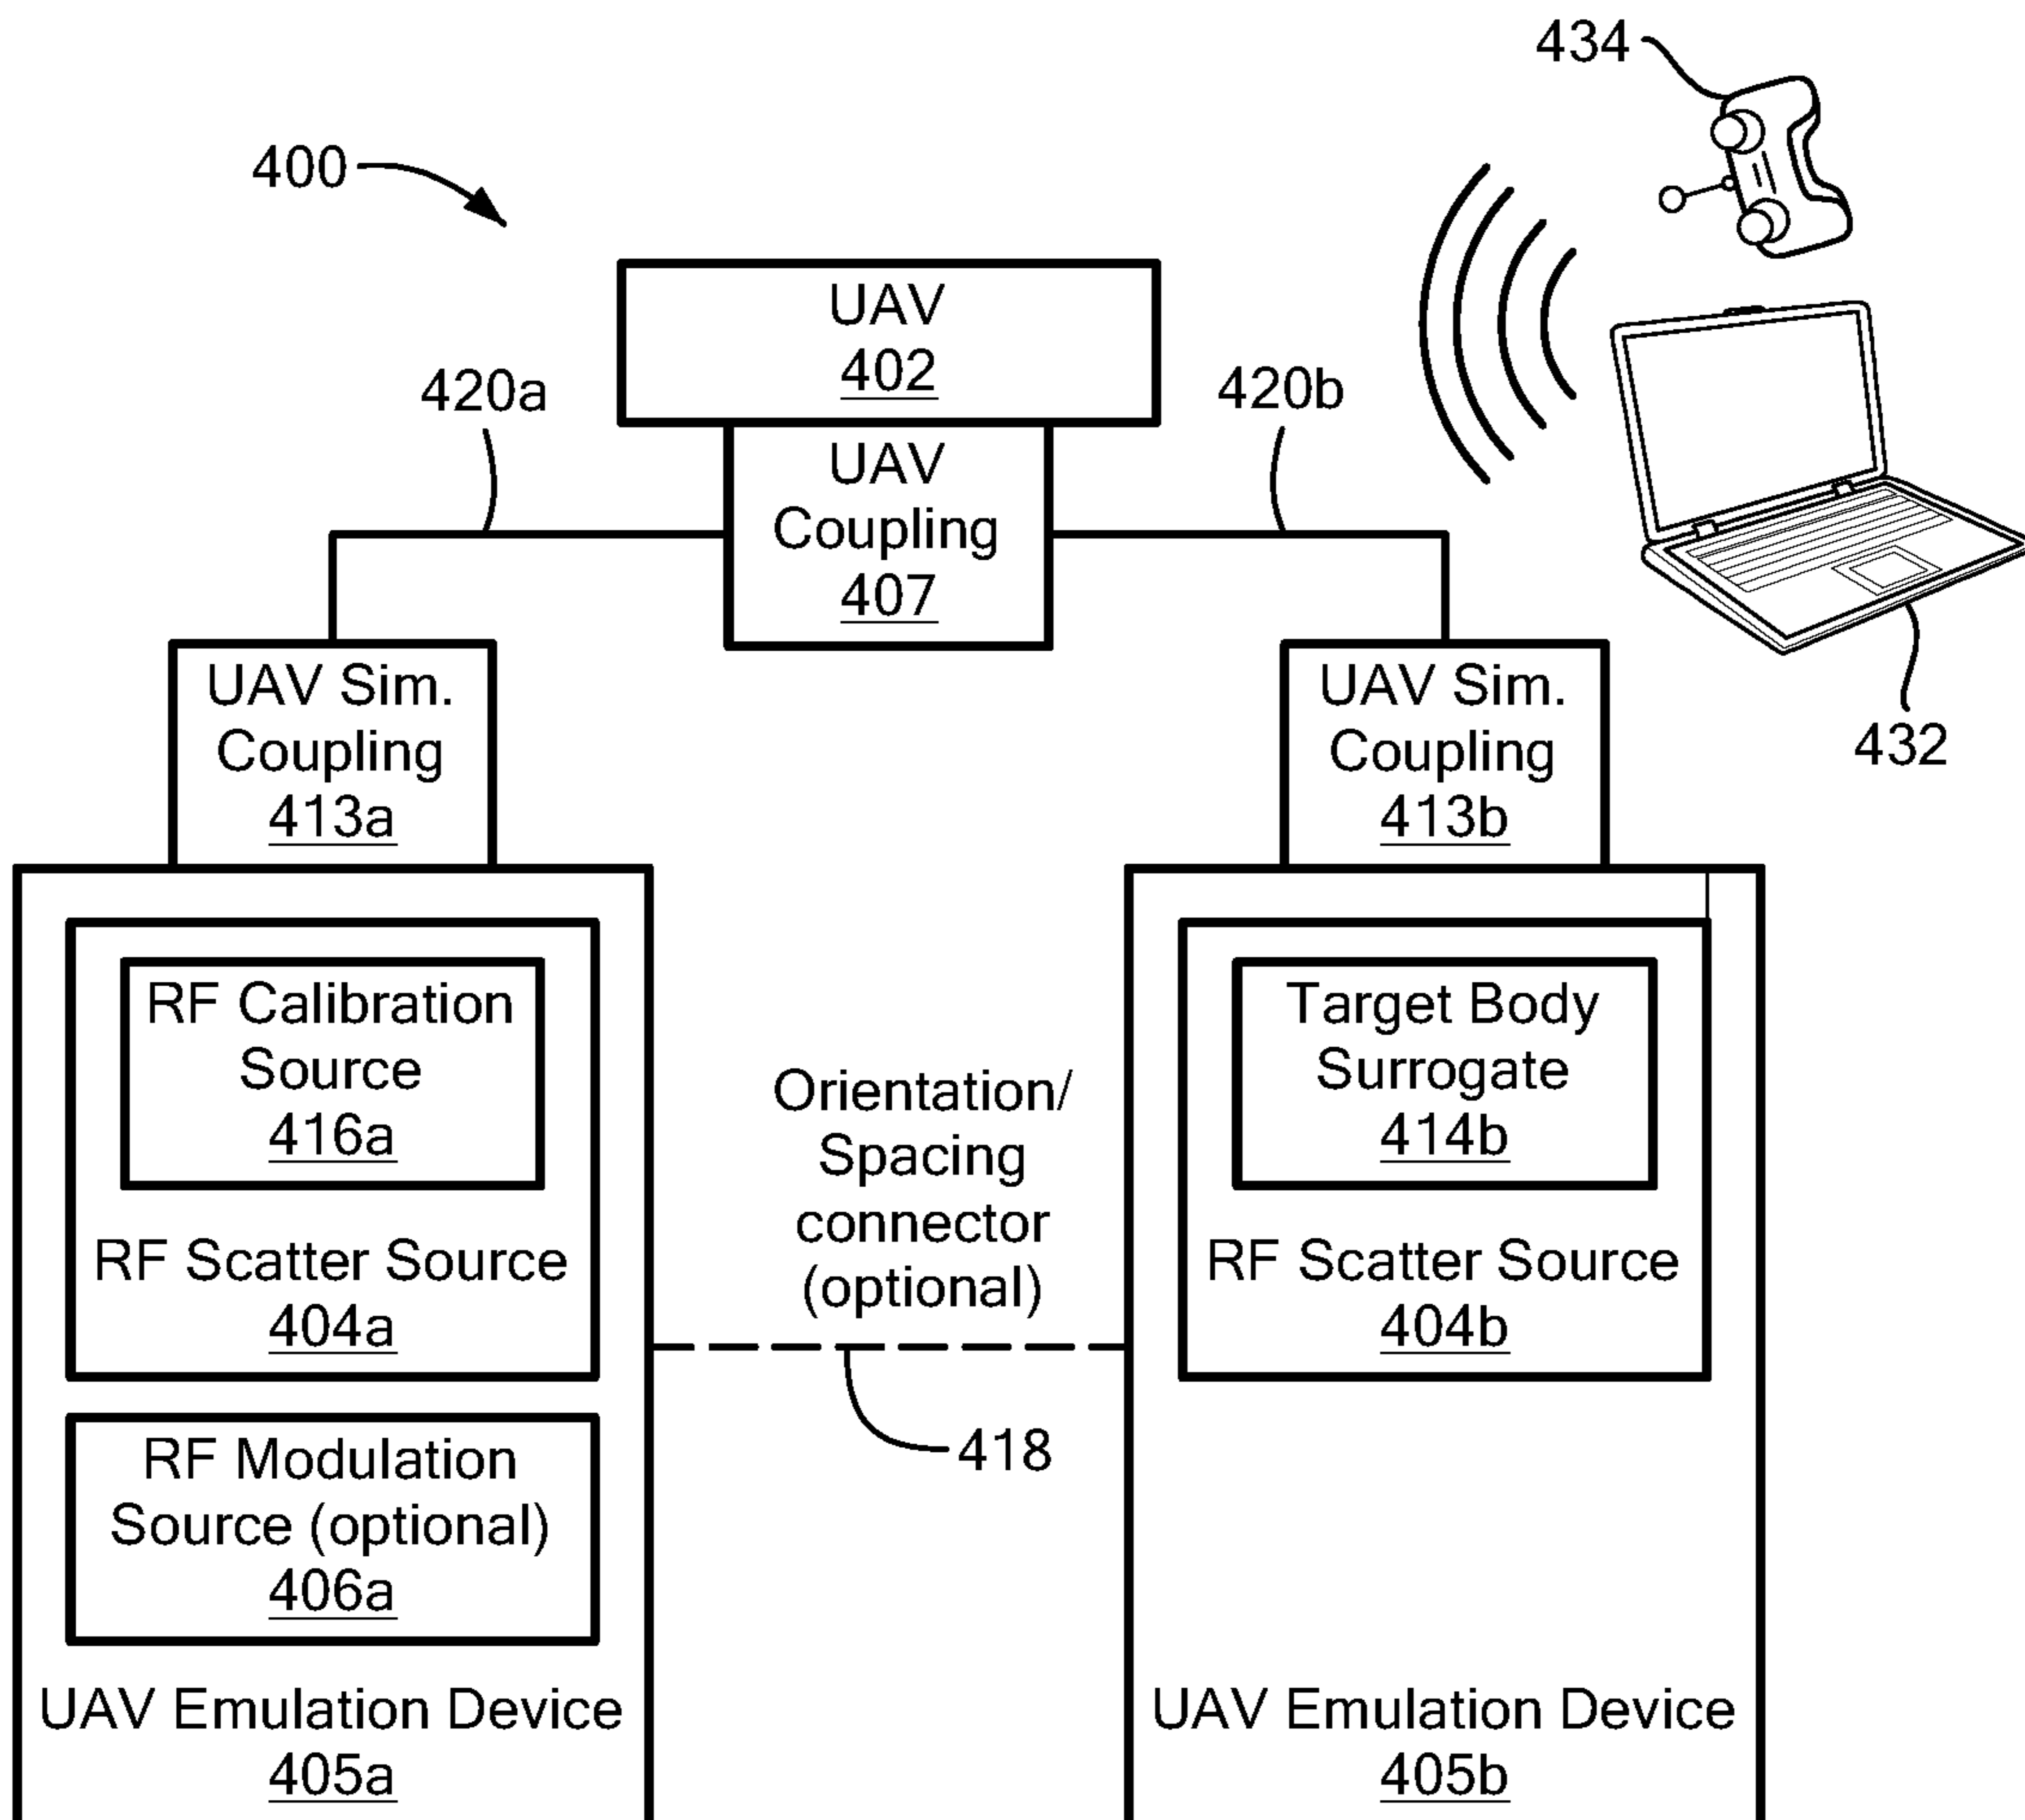 434
400
UAV
402
420a
420b
UAV
Coupling
407
UAV Sim.
Coupling
413a
UAV Sim.
Coupling
413b
432
RF Calibration
Source
416a
RF Scatter Source
404a
RF Modulation
Source (optional)
406a
UAV Emulation Device
405a
Orientation/
Spacing
connector
(optional)
418
Target Body
Surrogate
414b
RF Scatter Source
404b
UAV Emulation Device
405b